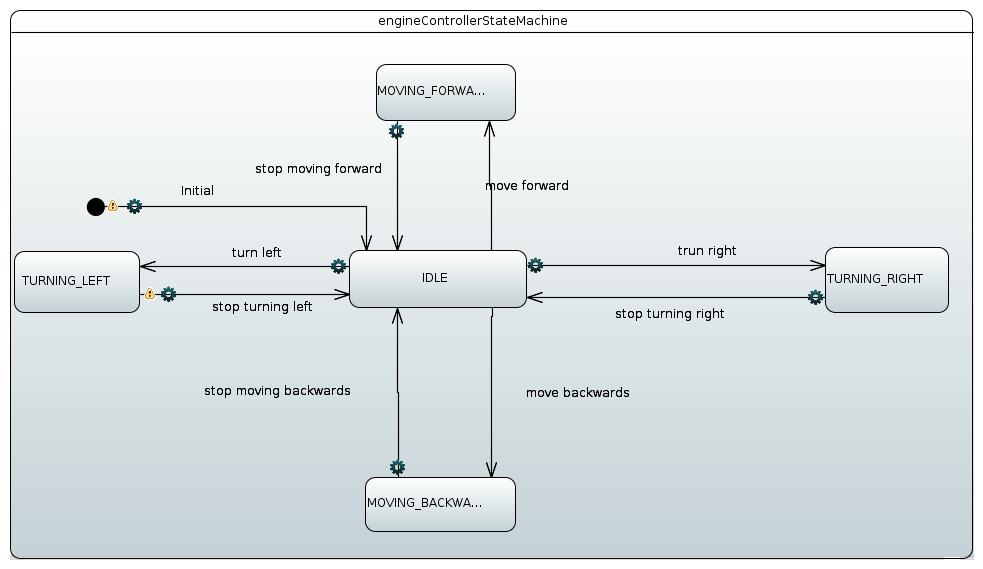 engineControllerStateMachine
MOVING_FORWA...
stop moving forward
move forward
Initial
turn left
IDLE
trun right
TURNING_LEFT
TURNING_RIGHT
stop turning left
stop turning right
stop moving backwards
move backwards
MOVING_BACKWA...